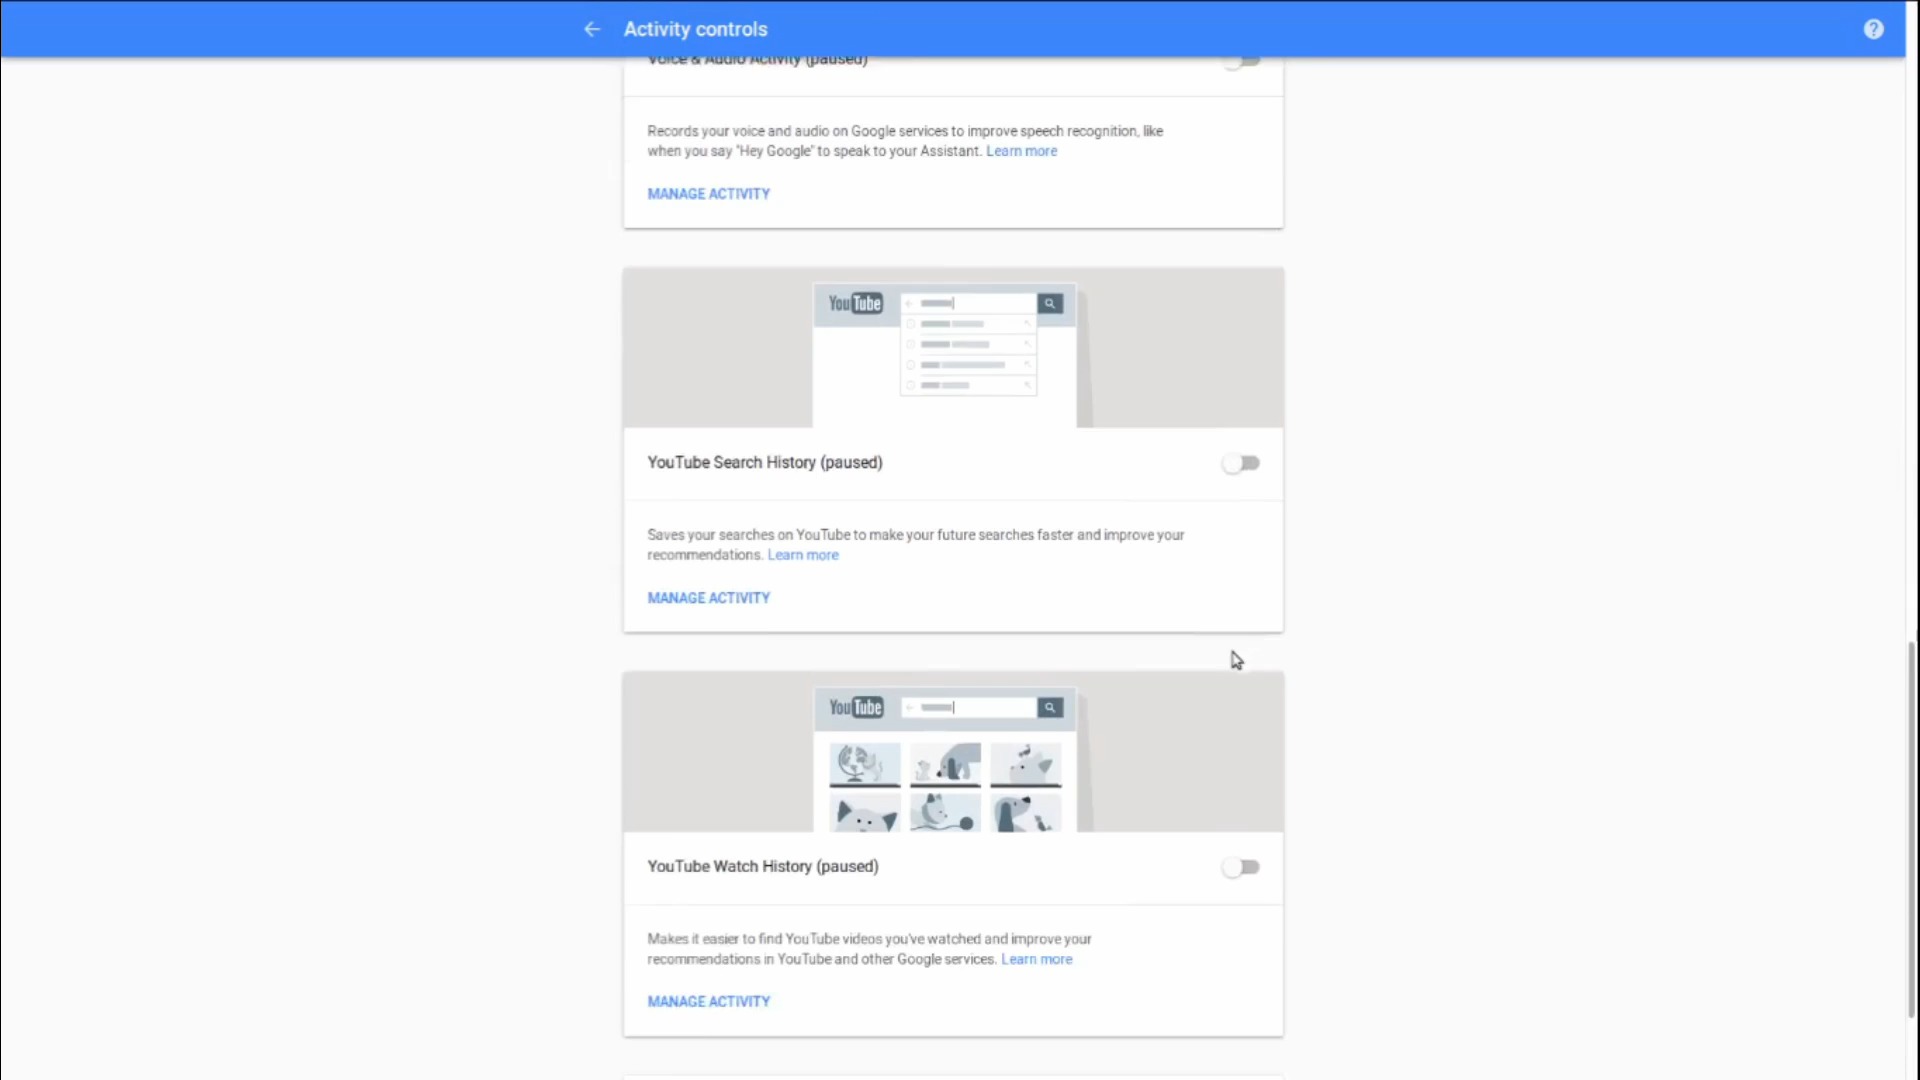 Activity controls
Voice & Audio Activity (paused)
Records your voice and audio on Google services to improve speech recognition, like
when you say "Hey Google" to speak to your Assistant. Learn more
MANAGE ACTIVITY
YouTube
YouTube Search History (paused)
Saves your searches on YouTube to make your future searches faster and improve your
recommendations. Learn more
MANAGE ACTIVITY
YouTube
YouTube Watch History (paused)
Makes it easier to find YouTube videos you've watched and improve your
recommendations in YouTube and other Google services. Learn more
MANAGE ACTIVITY